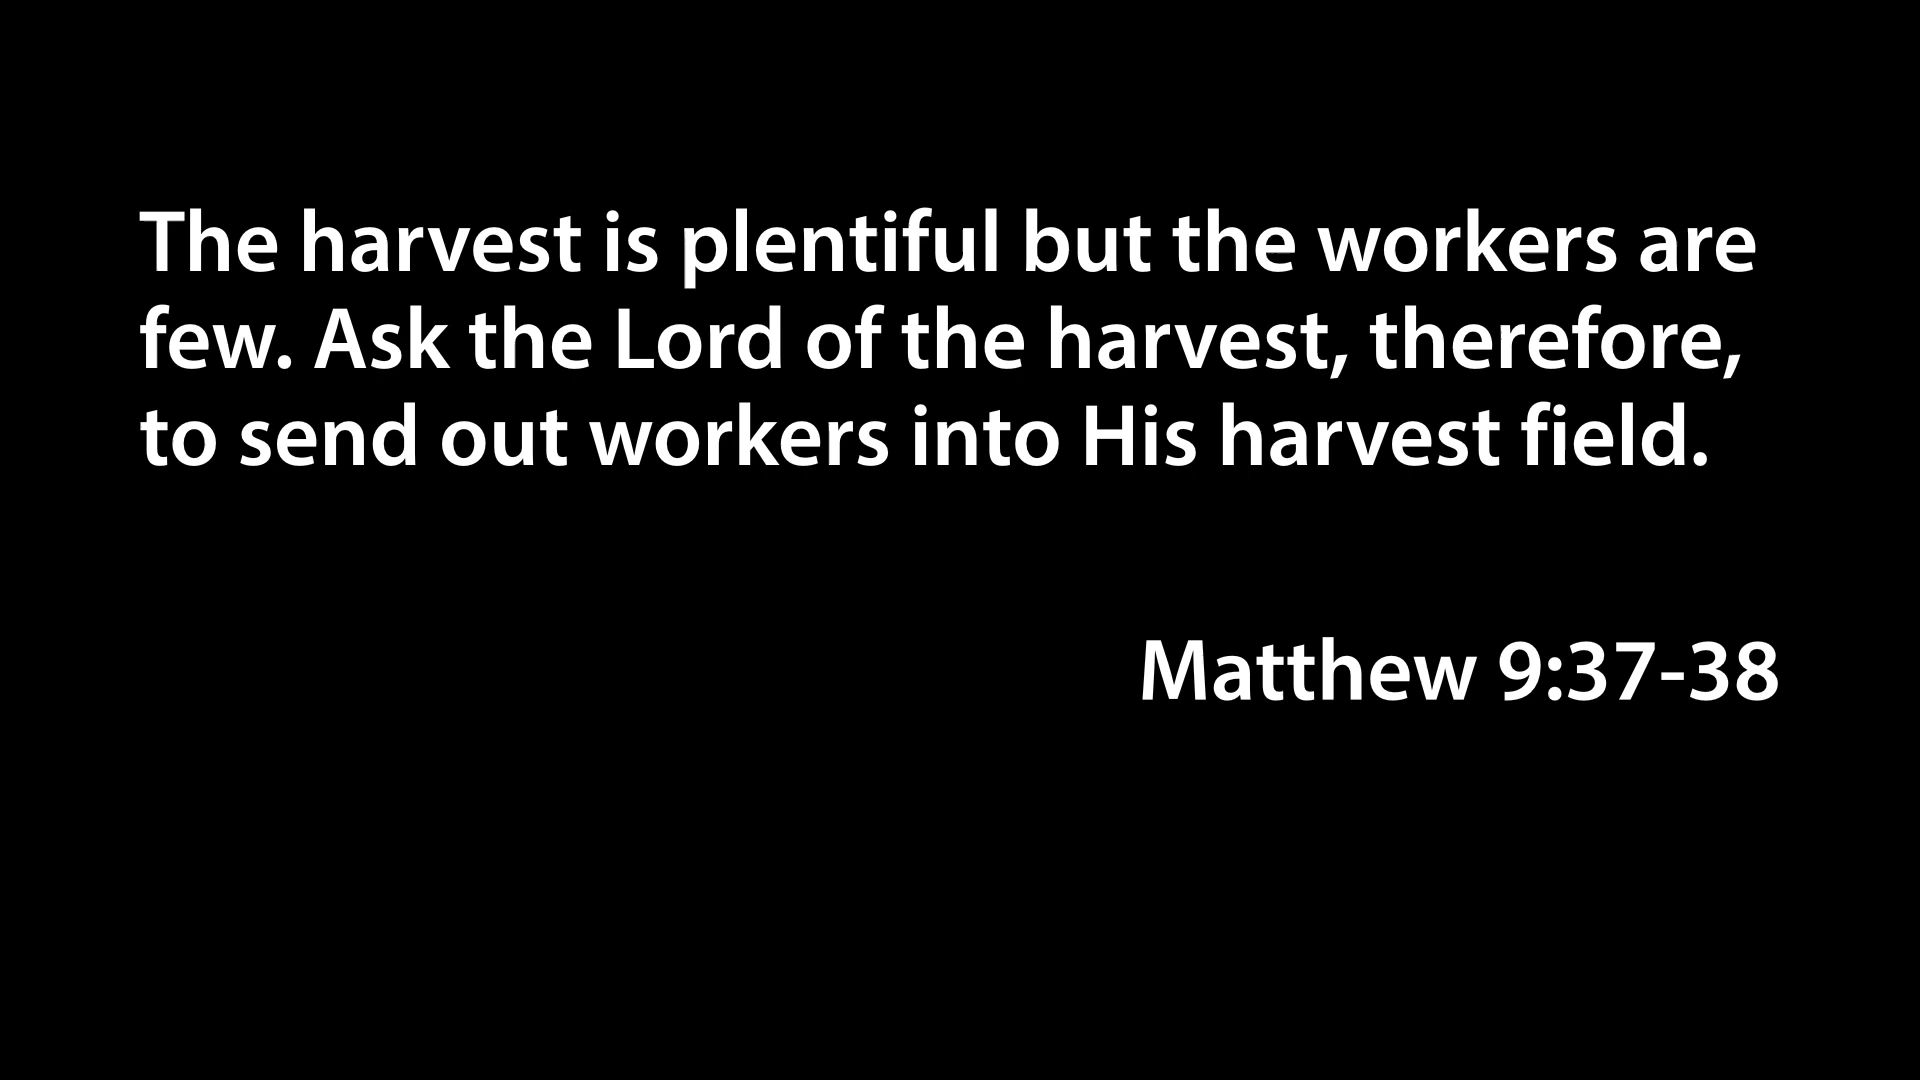 The harvest is plentiful but the workers are
few. Ask the Lord of the harvest, therefore,
to send out workers into His harvest field.
Matthew 9:37-38